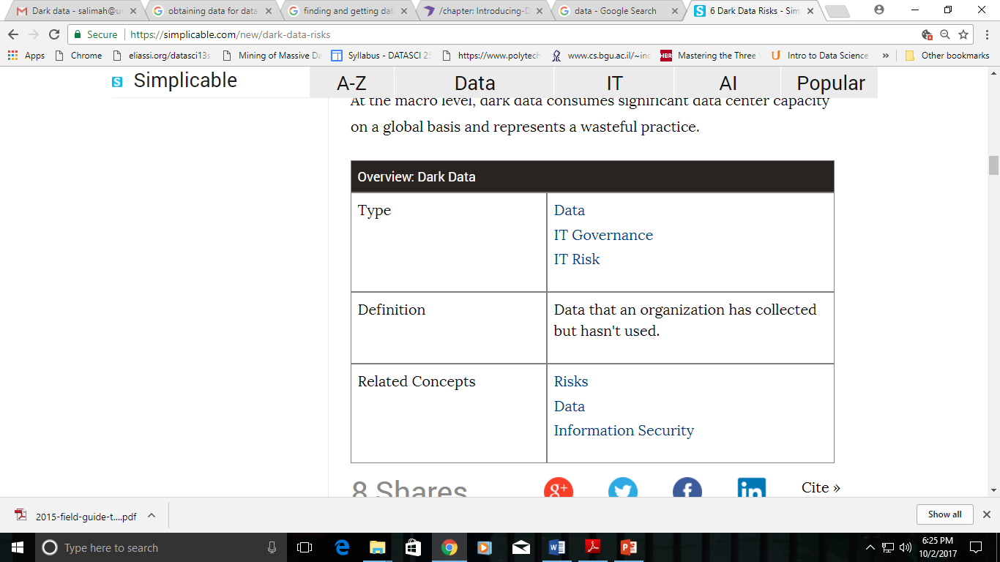 Dark data - salimah@u
obtaining data for data
finding and getting dat
/chapter: Introducing-D
data - Google Search
6 Dark Data Risks - Sim
Secure
https://simplicable.com/new/dark-data-risks
Apps
Chrome
eliassi.org/datasci13s
Mining of Massive Da
Syllabus - DATASCI 25
https://www.polytech
www.cs.bgu.ac.il/~inc
HBR
Mastering the Three
Intro to Data Science
»
Other bookmarks
Simplicable
A-Z
Data
IT
AI
Popular
At the macro level, dark data consumes significant data center capacity
on a global basis and represents a wasteful practice.
Overview: Dark Data
Type
Data
IT Governance
IT Risk
Definition
Data that an organization has collected
but hasn't used.
Related Concepts
Risks
Data
Information Security
8 Shares
g+
f
in
Cite »
2015-field-guide-t....pdf
Show all
Type here to search
6:25 PM
10/2/2017